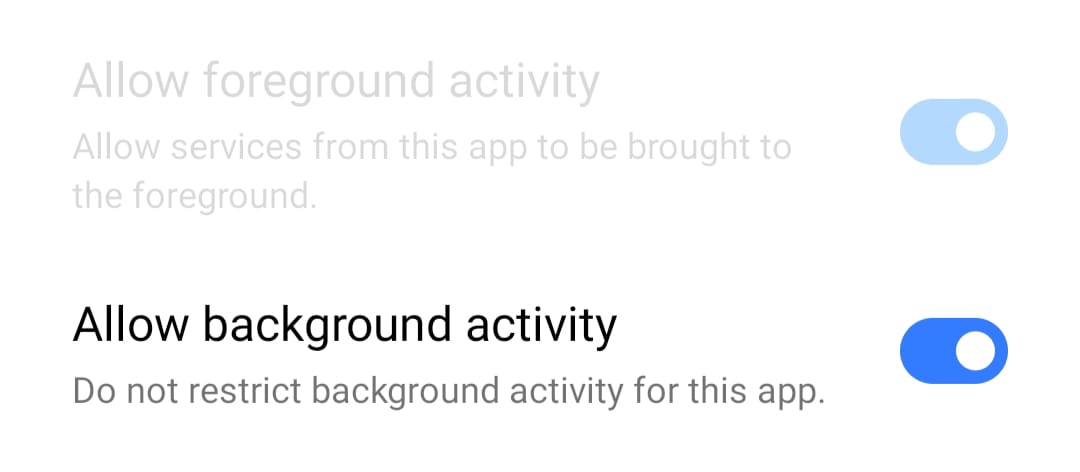 Allow foreground activity
Allow services from this app to be brought to
the foreground.
Allow background activity
Do not restrict background activity for this app.